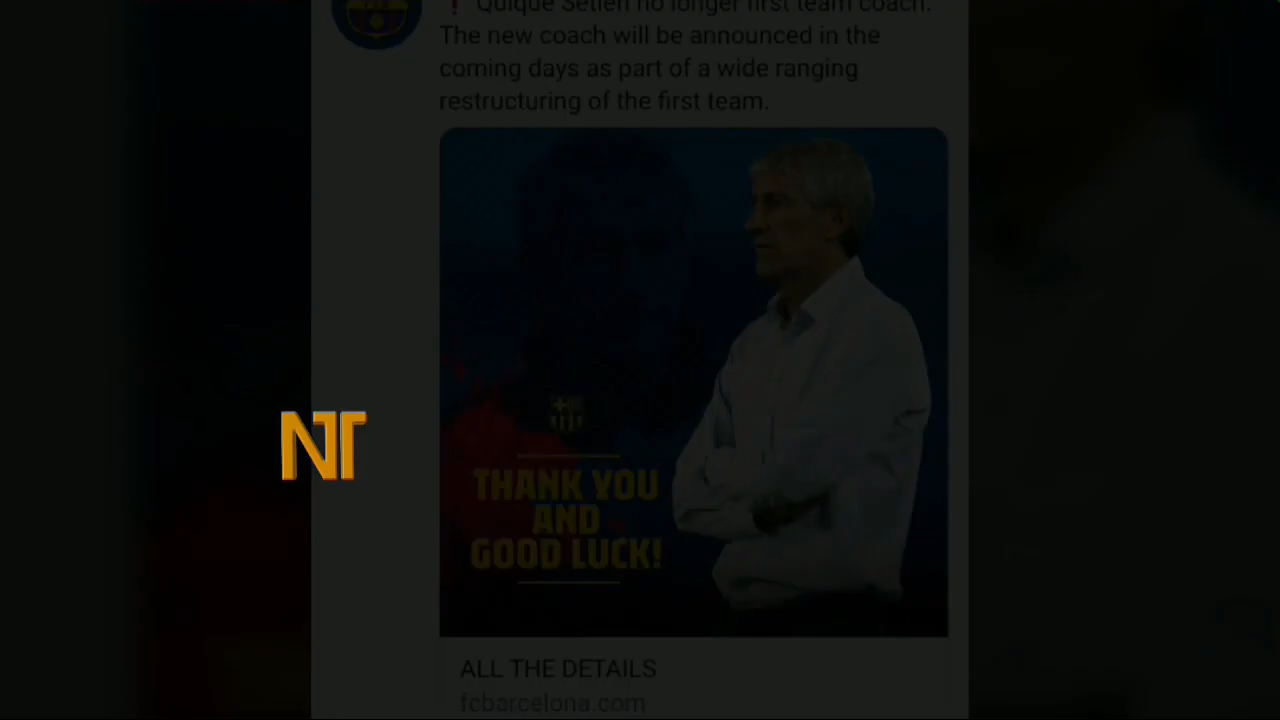 Quique Setién no longer first team coach.
The new coach will be announced in the
coming days as part of a wide ranging
restructuring of the first team.
NT
THANK YOU
AND
GOOD LUCK!
ALL THE DETAILS
fcbarcelona.com